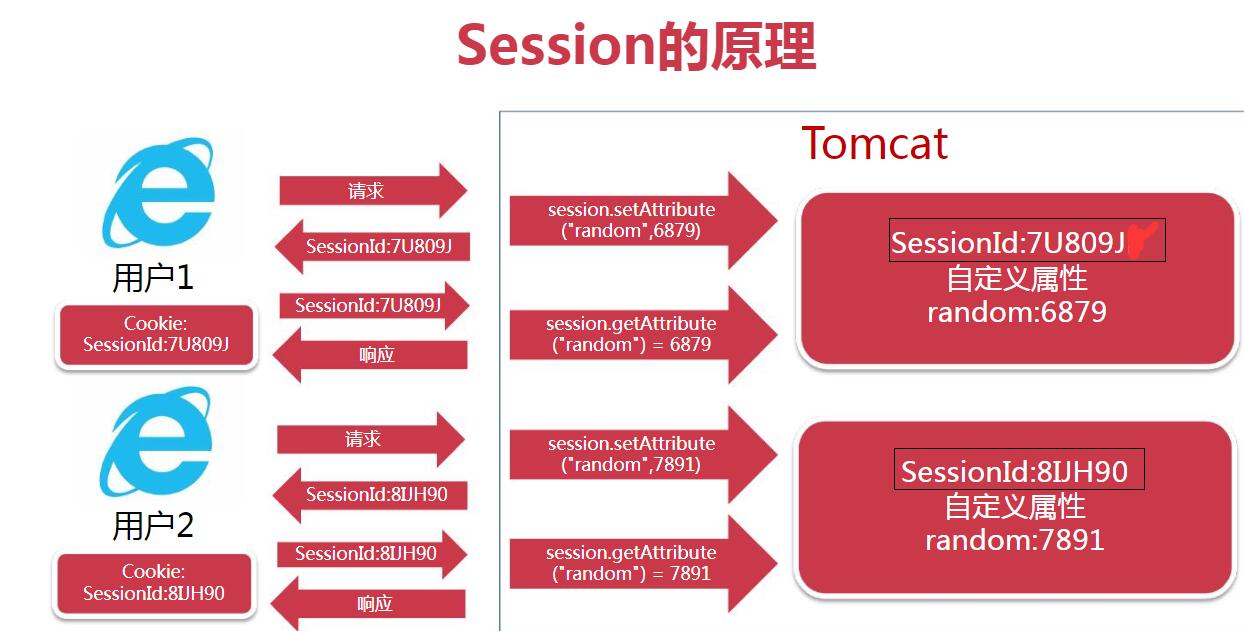 Session的原理
Tomcat
请求
SessionId:7U809J
SessionId:7U809J
响应
用户1
Cookie:
SessionId:7U809J
session.setAttribute
("random",6879)
session.getAttribute
("random") = 6879
SessionId:7U809J
自定义属性
random:6879
请求
SessionId:8IJH90
SessionId:8IJH90
响应
用户2
Cookie:
SessionId:8IJH90
session.setAttribute
("random",7891)
session.getAttribute
("random") = 7891
SessionId:8IJH90
自定义属性
random:7891